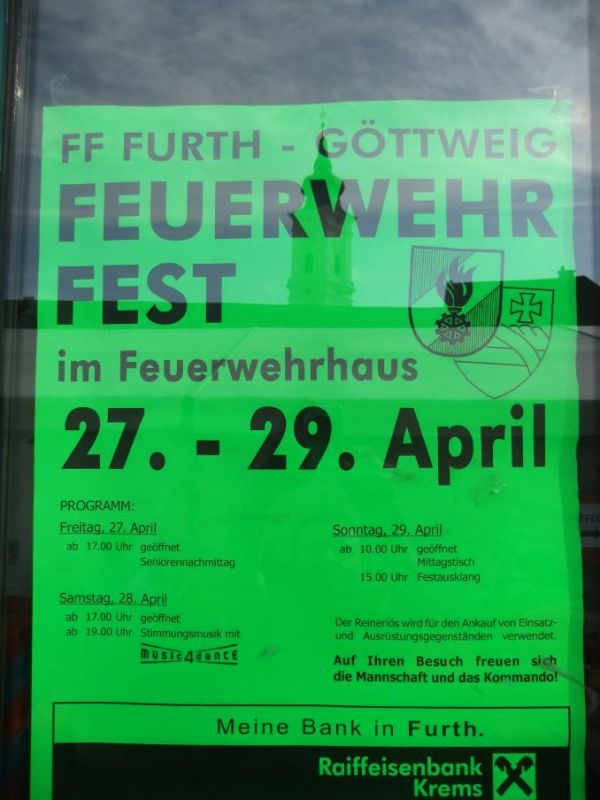 FF FURTH - GÖTTWEIG
FEUERWEHR
FEST
im Feuerwehrhaus
27. - 29. April
PROGRAMM:
Freitag, 27. April
ab 17.00 Uhr geöffnet
Seniorennachmittag
Samstag, 28. April
ab 17.00 Uhr geöffnet
ab 19.00 Uhr Stimmungsmusik mit
music4dance
Sonntag, 29. April
ab 10.00 Uhr geöffnet
Mittagstisch
15.00 Uhr Festausklang
Der Reinerlös wird für den Ankauf von Einsatz-
und Ausrüstungsgegenständen verwendet.
Auf Ihren Besuch freuen sich
die Mannschaft und das Kommando!
Meine Bank in Furth.
Raiffeisenbank
Krems